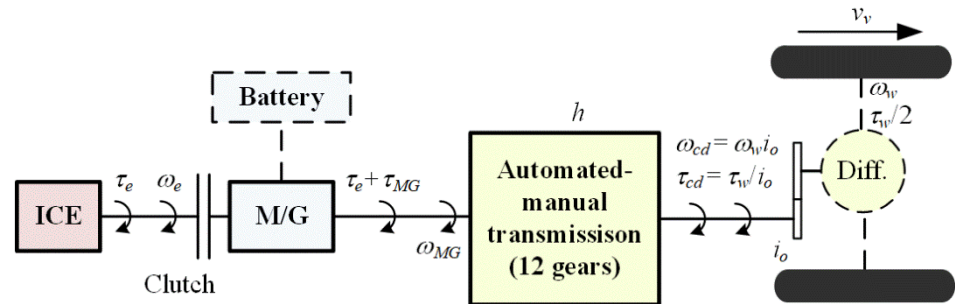 v_v
ω_w
τ_w/2
Battery
h
ω_cd = ω_w i_o
τ_cd = τ_w/i_o
Diff.
τ_e
ω_e
τ_e + τ_MG
ICE
M/G
ω_MG
Automated-
manual
transmissison
(12 gears)
Clutch
i_o